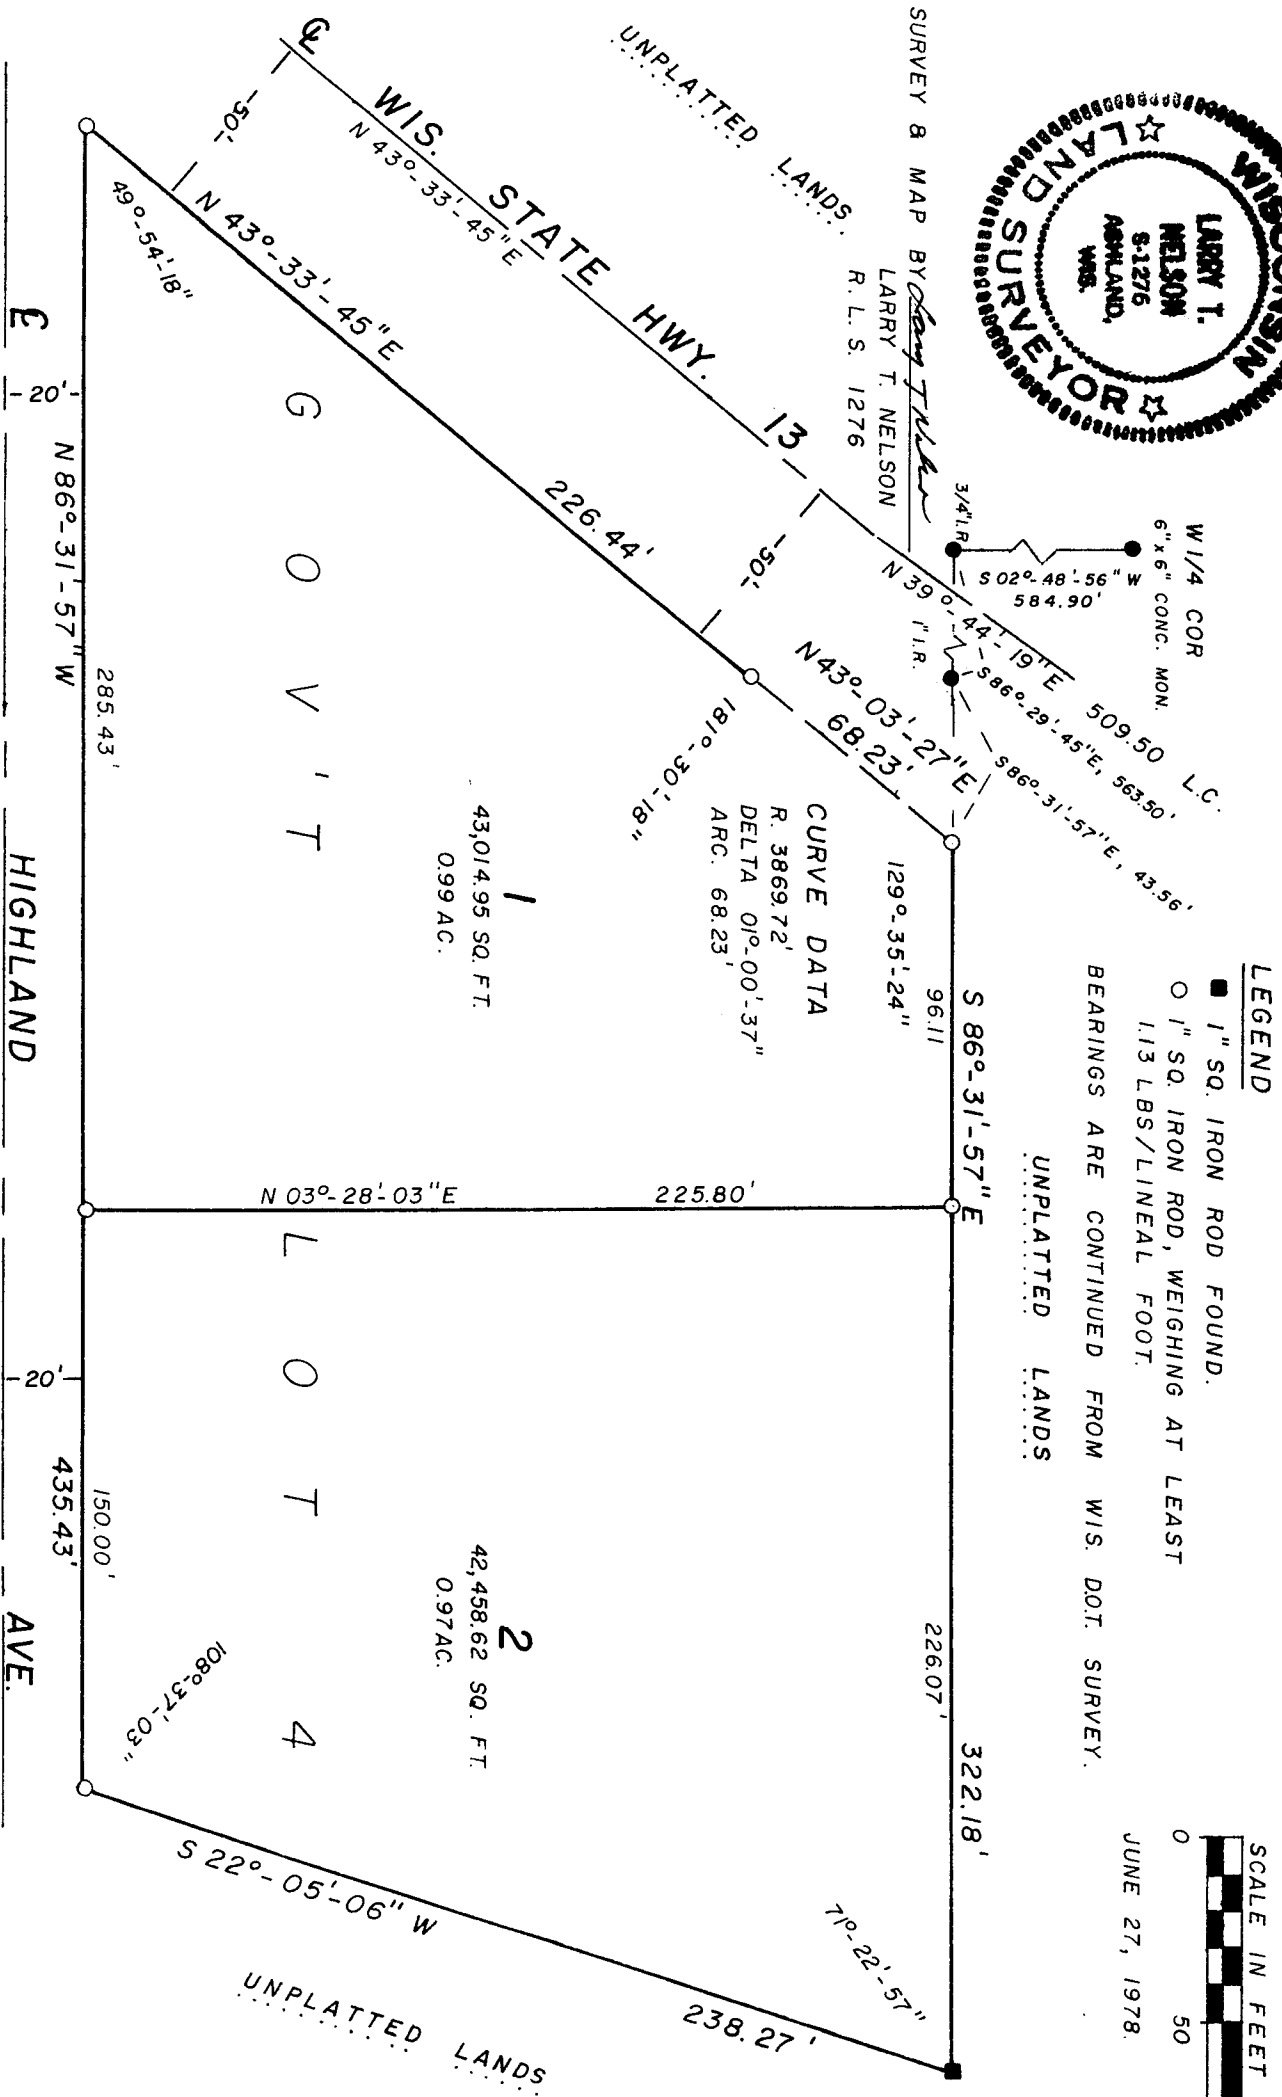 WISCONSIN
LAND SURVEYOR
LARRY T.
NELSON
S-1276
ASHLAND,
WIS.
SURVEY & MAP BY Larry T Nelson
LARRY T. NELSON
R. L. S. 1276
W 1/4 COR
6" x 6" CONC. MON.
S 02°-48'-56" W
584.90'
3/4" I.R.
1" I.R.
LEGEND
1" SQ. IRON ROD FOUND.
1" SQ. IRON ROD, WEIGHING AT LEAST
1.13 LBS/LINEAL FOOT.
BEARINGS ARE CONTINUED FROM WIS. D.O.T. SURVEY.
SCALE IN FEET
0 50
JUNE 27, 1978
UNPLATTED LANDS
UNPLATTED LANDS
UNPLATTED LANDS
N 39°-44'-19" E 509.50 L.C.
S 86°-29'-45" E, 563.50'
S 86°-31'-57" E, 43.56'
℄ WIS. STATE HWY. 13
N 43°-33'-45" E
-50'-
-50'-
N 43°-33'-45" E 226.44'
N 43°-03'-27" E
68.23'
S 86°-31'-57" E 322.18'
96.11
226.07'
129°-35'-24"
71°-22'-57"
181°-30'-18"
49°-54'-18"
108°-37'-03"
CURVE DATA
R. 3869.72'
DELTA 01°-00'-37"
ARC. 68.23'
1
43,014.95 SQ. FT.
0.99 AC.
2
42,458.62 SQ. FT.
0.97 AC.
N 03°-28'-03" E 225.80'
S 22°-05'-06" W 238.27'
GOV'T LOT 4
285.43'
150.00'
N 86°-31'-57" W 435.43'
-20'-
-20'-
℄ HIGHLAND AVE.